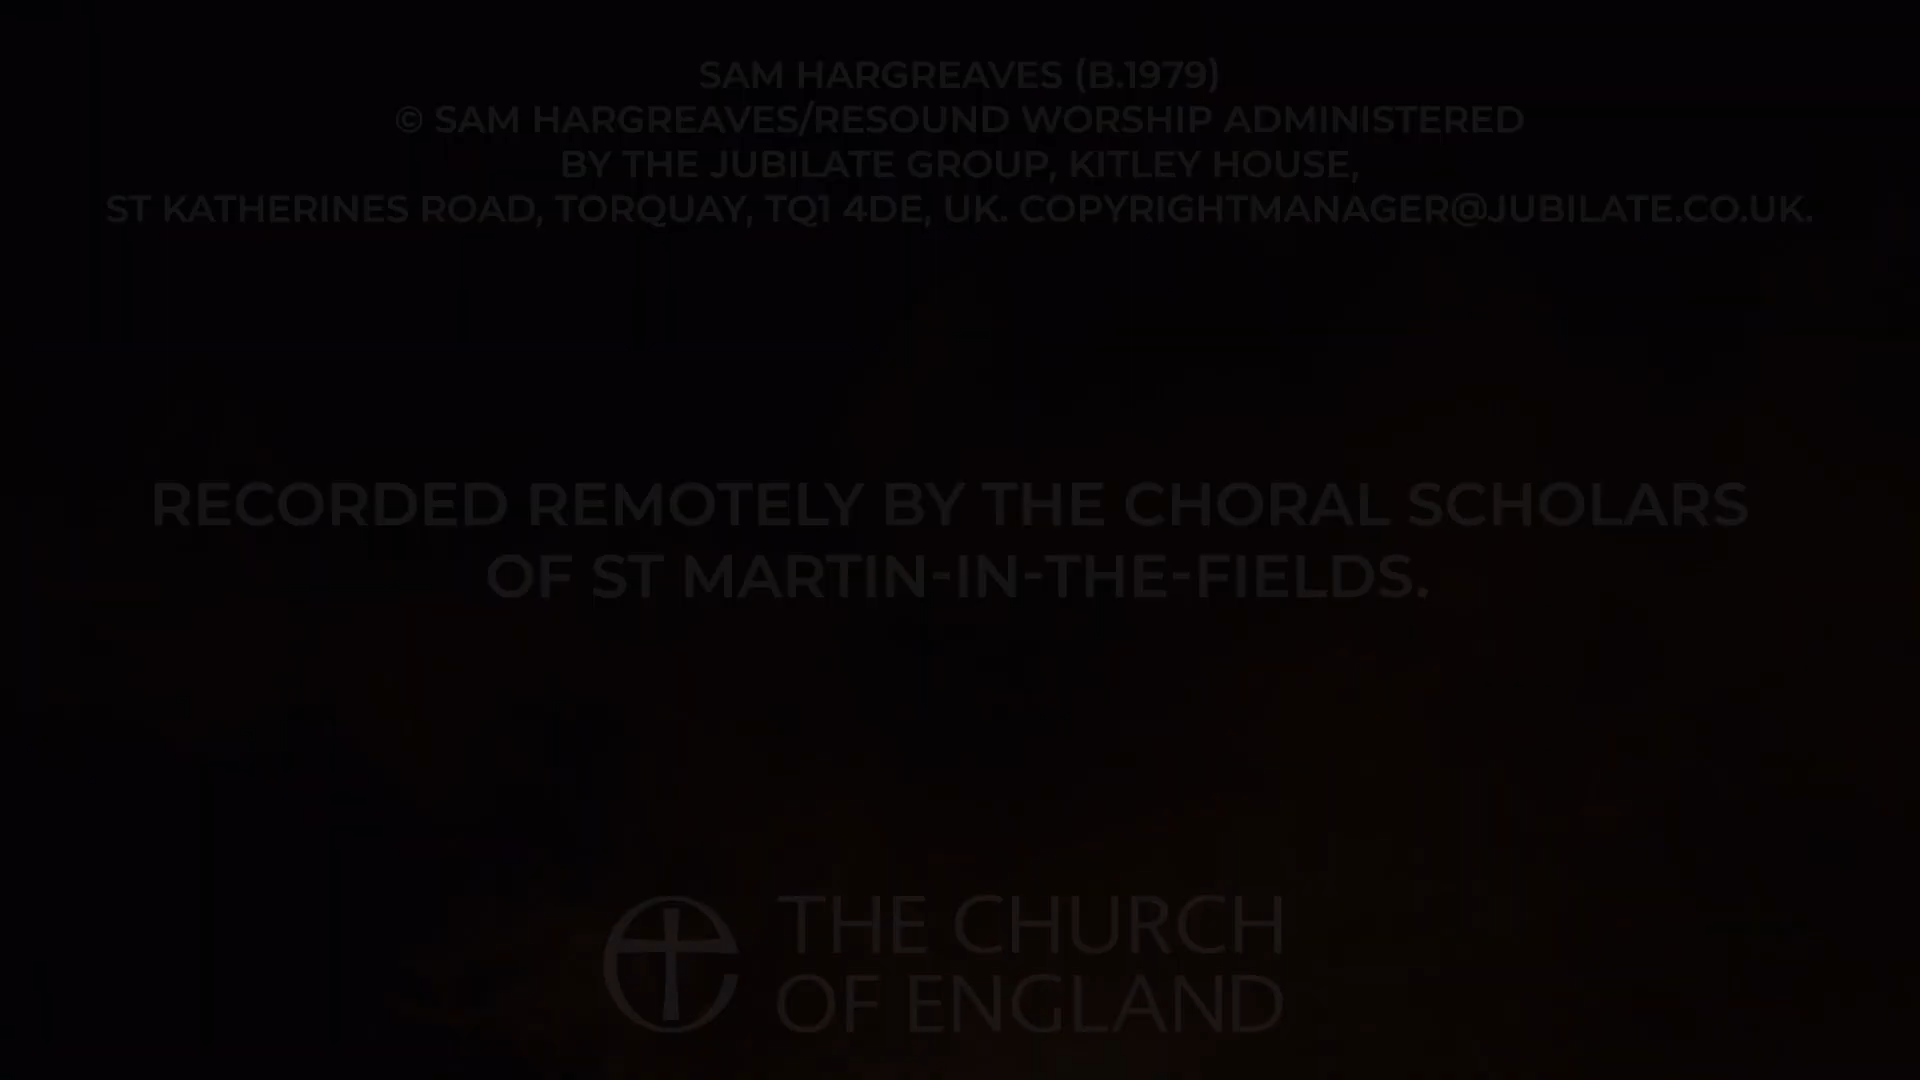 SAM HARGREAVES (B.1979)
© SAM HARGREAVES/RESOUND WORSHIP ADMINISTERED
BY THE JUBILATE GROUP, KITLEY HOUSE,
ST KATHERINES ROAD, TORQUAY, TQ1 4DE, UK. COPYRIGHTMANAGER@JUBILATE.CO.UK.
RECORDED REMOTELY BY THE CHORAL SCHOLARS
OF ST MARTIN-IN-THE-FIELDS.
THE CHURCH
OF ENGLAND